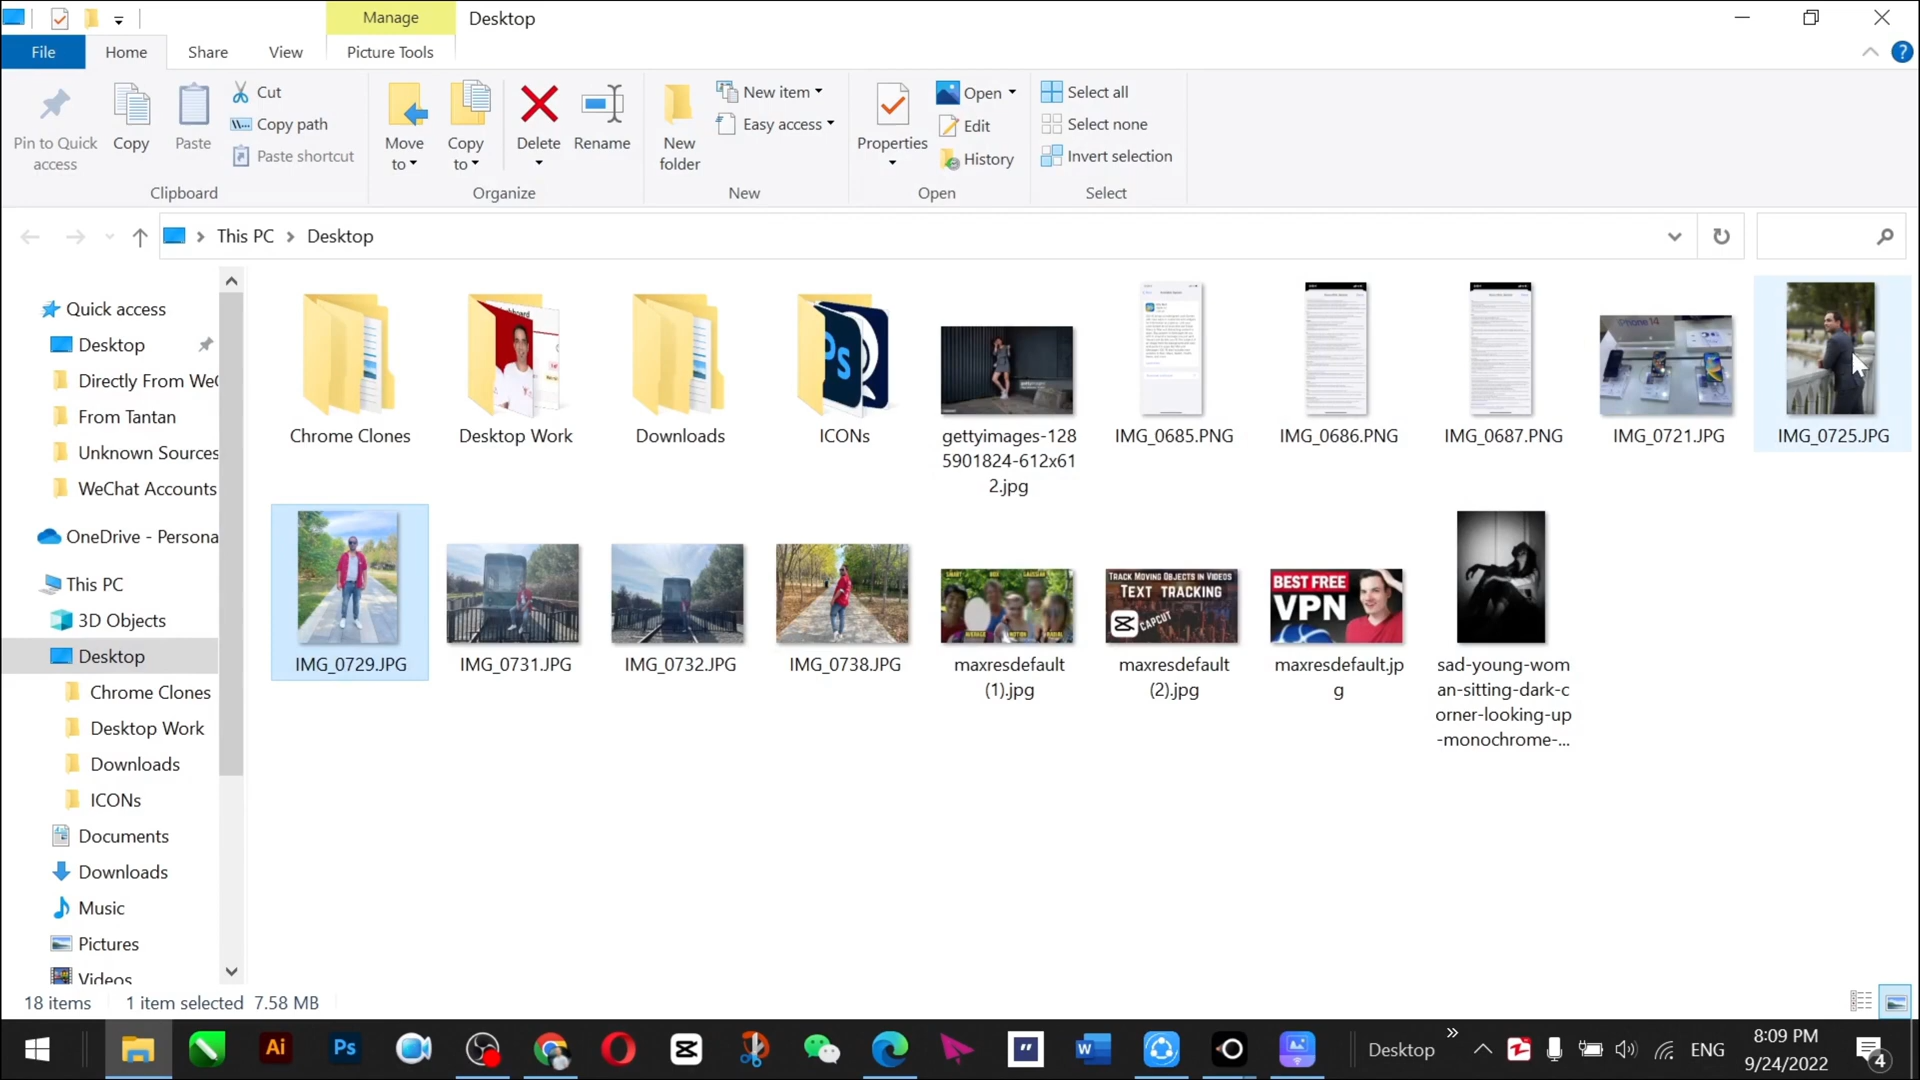 Manage
Desktop
File
Home
Share
View
Picture Tools
Pin to Quick
access
Copy
Paste
Cut
Copy path
Paste shortcut
Clipboard
Move
to
Copy
to
Delete
Rename
Organize
New
folder
New item
Easy access
New
Properties
Open
Edit
History
Open
Select all
Select none
Invert selection
Select
This PC
Desktop
Quick access
Desktop
Directly From WeC
From Tantan
Unknown Sources
WeChat Accounts
OneDrive - Persona
This PC
3D Objects
Desktop
Chrome Clones
Desktop Work
Downloads
ICONs
Documents
Downloads
Music
Pictures
Videos
Chrome Clones
Desktop Work
Downloads
Ps
ICONs
gettyimages-128
5901824-612x61
2.jpg
IMG_0685.PNG
IMG_0686.PNG
IMG_0687.PNG
IMG_0721.JPG
IMG_0725.JPG
IMG_0729.JPG
IMG_0731.JPG
IMG_0732.JPG
IMG_0738.JPG
maxresdefault
(1).jpg
TRACK MOVING OBJECTS IN VIDEOS
TEXT TRACKING
CAPCUT
maxresdefault
(2).jpg
BEST FREE
VPN
maxresdefault.jp
g
sad-young-wom
an-sitting-dark-c
orner-looking-up
-monochrome-...
18 items
1 item selected 7.58 MB
Ai
Ps
W
Desktop
ENG
8:09 PM
9/24/2022
4